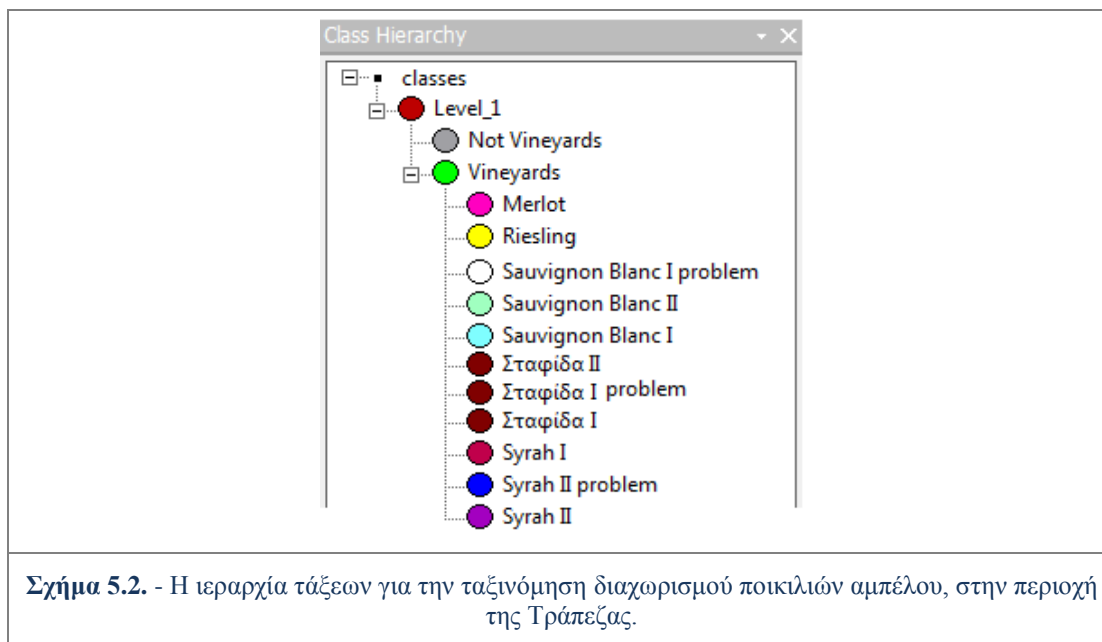 Class Hierarchy
classes
Level_1
Not Vineyards
Vineyards
Merlot
Riesling
Sauvignon Blanc I problem
Sauvignon Blanc II
Sauvignon Blanc I
Σταφίδα II
Σταφίδα I problem
Σταφίδα I
Syrah I
Syrah II problem
Syrah II
Σχήμα 5.2. - Η ιεραρχία τάξεων για την ταξινόμηση διαχωρισμού ποικιλιών αμπέλου, στην περιοχή
της Τράπεζας.